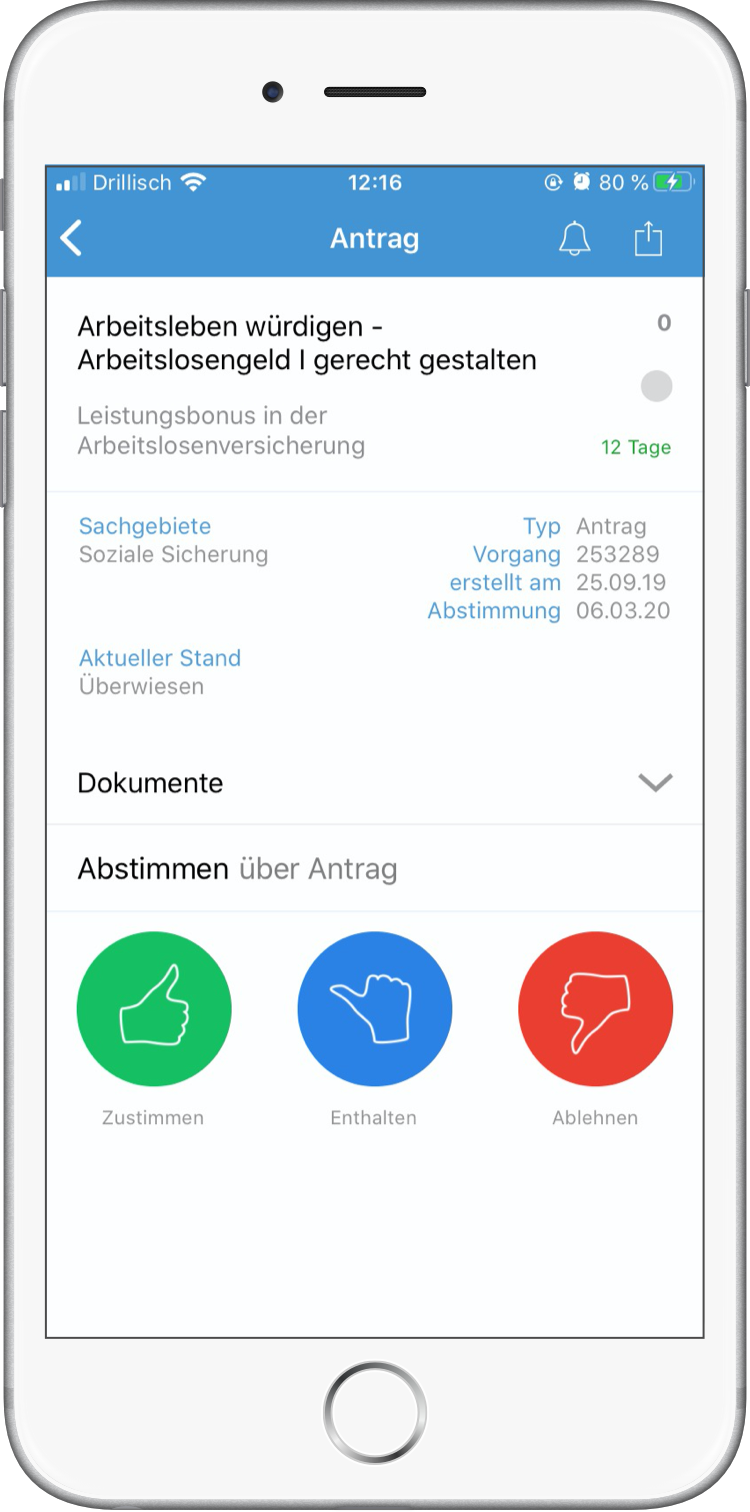 Drillisch 12:16 80 %
Antrag
Arbeitsleben würdigen -
Arbeitslosengeld I gerecht gestalten
0
Leistungsbonus in der
Arbeitslosenversicherung
12 Tage
Sachgebiete
Soziale Sicherung
Typ Antrag
Vorgang 253289
erstellt am 25.09.19
Abstimmung 06.03.20
Aktueller Stand
Überwiesen
Dokumente
Abstimmen über Antrag
Zustimmen
Enthalten
Ablehnen